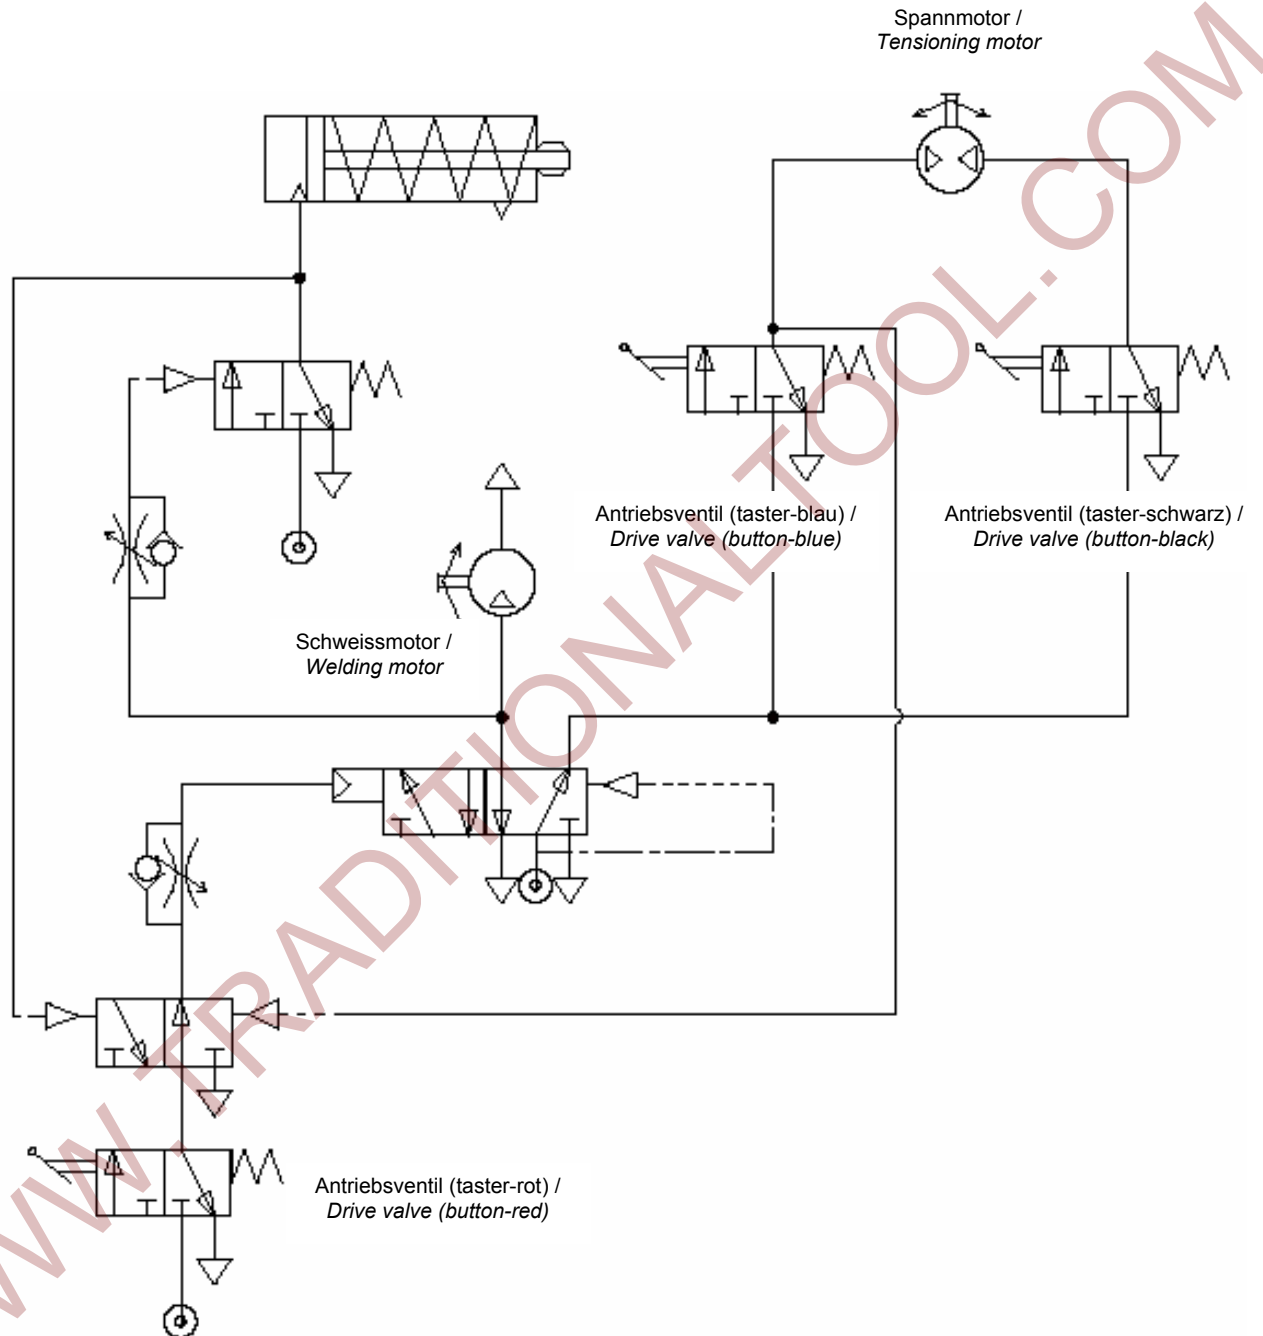 Spannmotor /
Tensioning motor
Antriebsventil (taster-blau) /
Drive valve (button-blue)
Antriebsventil (taster-schwarz) /
Drive valve (button-black)
Schweissmotor /
Welding motor
Antriebsventil (taster-rot) /
Drive valve (button-red)
WW.TRADITIONALTOOL.COM